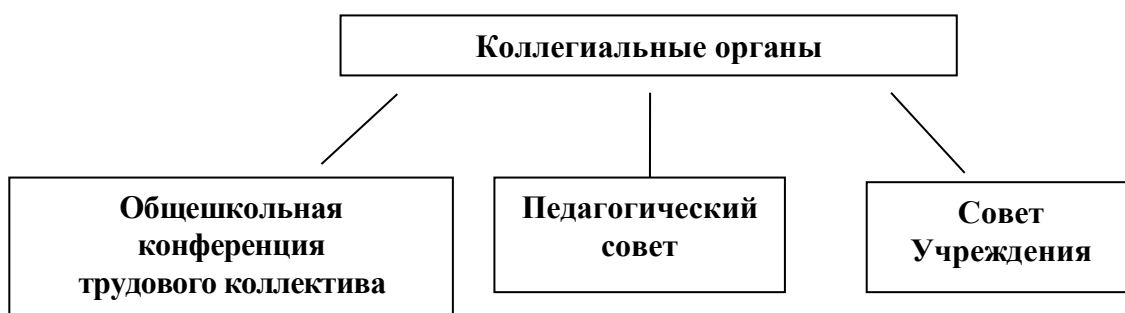 Коллегиальные органы
Общешкольная
конференция
трудового коллектива
Педагогический
совет
Совет
Учреждения